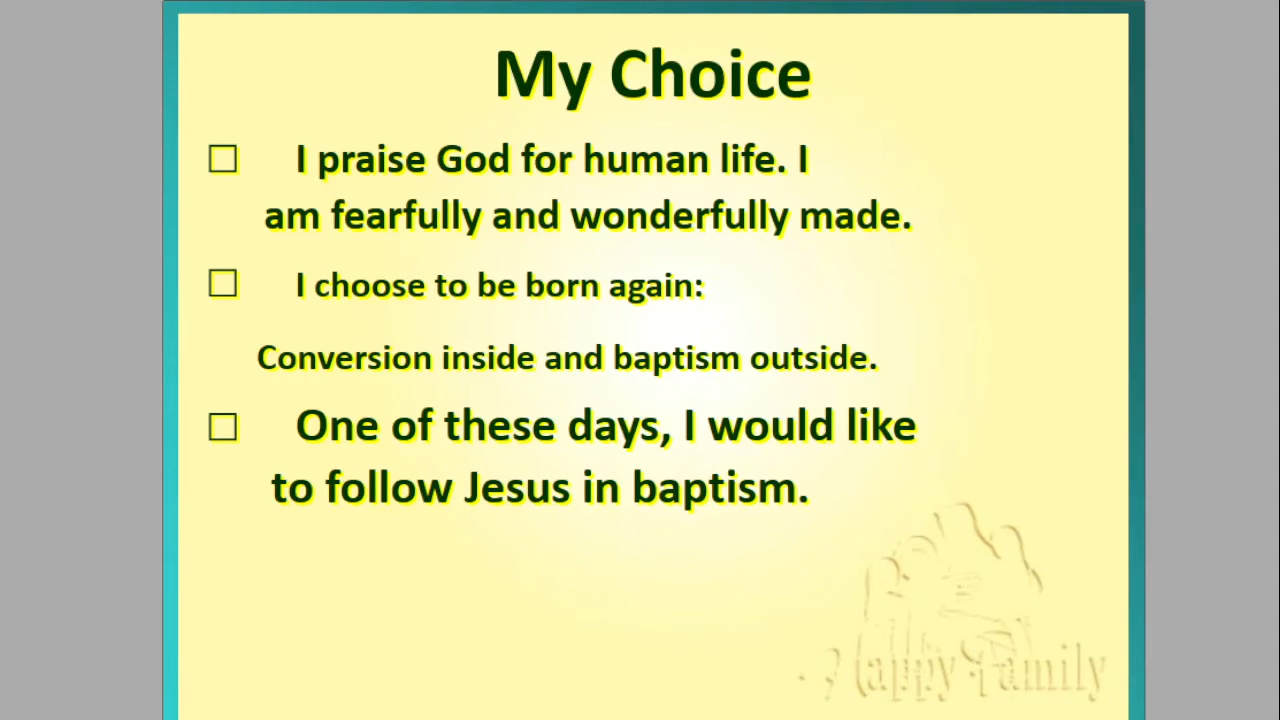 My Choice
☐ I praise God for human life. I
am fearfully and wonderfully made.
☐ I choose to be born again:
Conversion inside and baptism outside.
☐ One of these days, I would like
to follow Jesus in baptism.
Happy Family